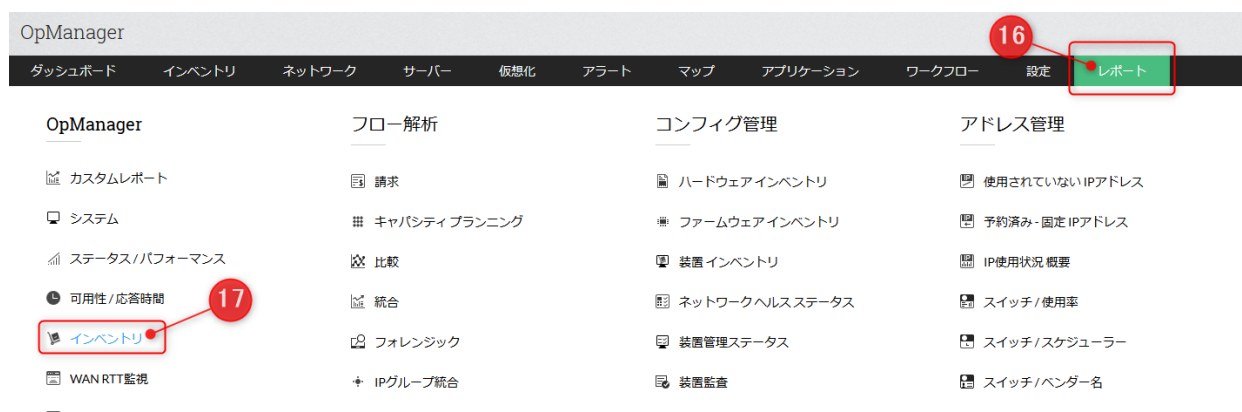 OpManager
16
ダッシュボード インベントリ ネットワーク サーバー 仮想化 アラート マップ アプリケーション ワークフロー 設定 レポート
OpManager フロー解析 コンフィグ管理 アドレス管理
カスタムレポート 請求 ハードウェアインベントリ 使用されていないIPアドレス
システム キャパシティ プランニング ファームウェアインベントリ 予約済み - 固定 IPアドレス
ステータス / パフォーマンス 比較 装置 インベントリ IP使用状況 概要
可用性 / 応答時間 統合 ネットワーク ヘルス ステータス スイッチ / 使用率
17
インベントリ フォレンジック 装置管理ステータス スイッチ / スケジューラー
WAN RTT監視 IPグループ統合 装置監査 スイッチ / ベンダー名